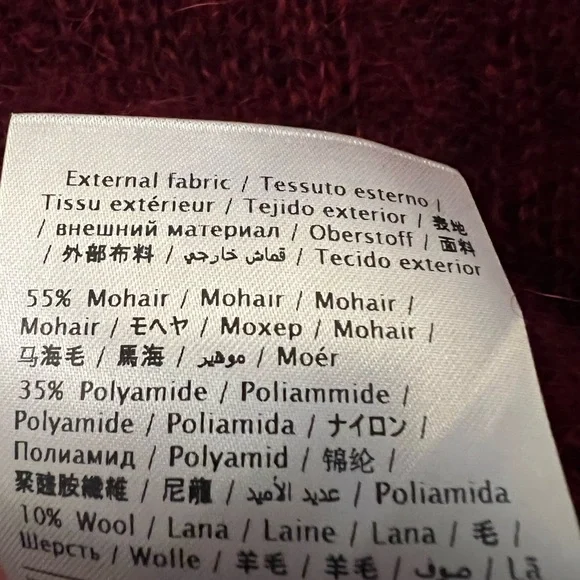 External fabric / Tessuto esterno /
Tissu extérieur / Tejido exterior / 表地
/ внешний материал / Oberstoff / 面料
/ 外部布料 / قماش خارجي / Tecido exterior
55% Mohair / Mohair / Mohair /
Mohair / モヘヤ / Мохер / Mohair /
马海毛 / 馬海 / موهير / Moér
35% Polyamide / Poliammide /
Polyamide / Poliamida / ナイロン /
Полиамид / Polyamid / 锦纶 /
聚醯胺纖維 / 尼龍 / عديد الأميد / Poliamida
10% Wool / Lana / Laine / Lana / 毛 /
Шерсть / Wolle / 羊毛 / 羊毛 / صوف /